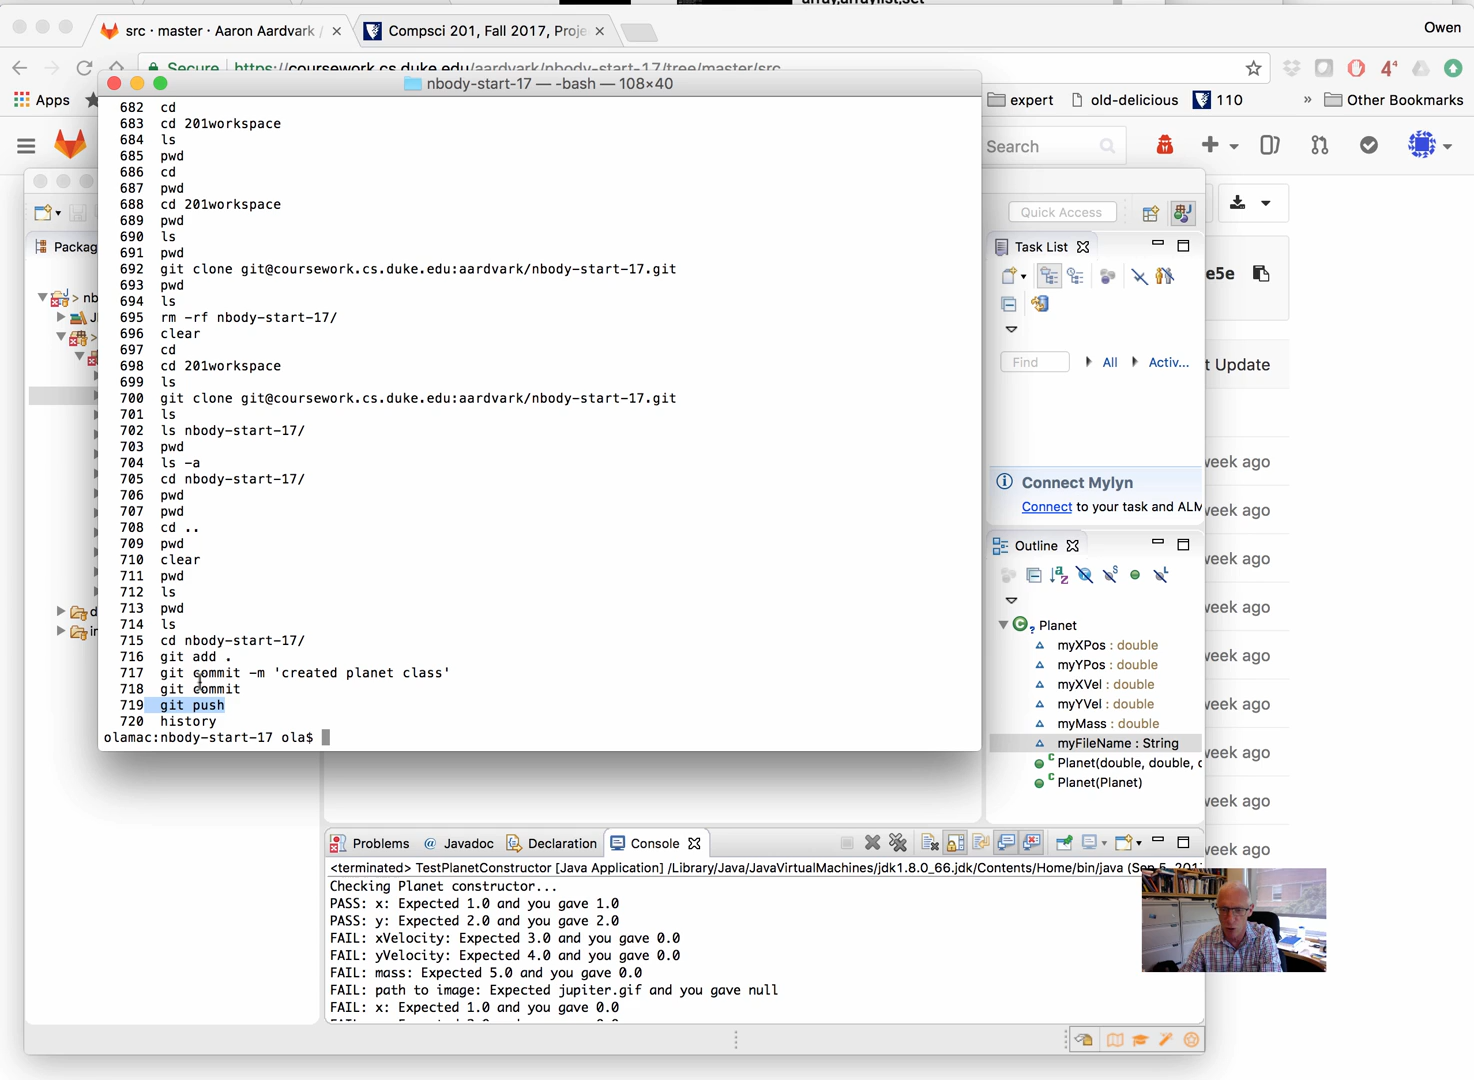 array,arraylist,set
src · master · Aaron Aardvark /
Compsci 201, Fall 2017, Proje
Owen
Secure
https://coursework.cs.duke.edu/aardvark/nbody-start-17/tree/master/src
Apps
expert
old-delicious
110
»
Other Bookmarks
nbody-start-17 — -bash — 108×40
Search
682 cd
683 cd 201workspace
684 ls
685 pwd
686 cd
687 pwd
688 cd 201workspace
689 pwd
690 ls
691 pwd
692 git clone git@coursework.cs.duke.edu:aardvark/nbody-start-17.git
693 pwd
694 ls
695 rm -rf nbody-start-17/
696 clear
697 cd
698 cd 201workspace
699 ls
700 git clone git@coursework.cs.duke.edu:aardvark/nbody-start-17.git
701 ls
702 ls nbody-start-17/
703 pwd
704 ls -a
705 cd nbody-start-17/
706 pwd
707 pwd
708 cd ..
709 pwd
710 clear
711 pwd
712 ls
713 pwd
714 ls
715 cd nbody-start-17/
716 git add .
717 git commit -m 'created planet class'
718 git commit
719 git push
720 history
olamac:nbody-start-17 ola$
Packag
> nb
>
Quick Access
Task List
Find
All
Activ...
Connect Mylyn
Connect to your task and ALM
Outline
Planet
myXPos : double
myYPos : double
myXVel : double
myYVel : double
myMass : double
myFileName : String
Planet(double, double, c
Planet(Planet)
e5e
t Update
week ago
week ago
week ago
week ago
week ago
week ago
week ago
week ago
week ago
Problems
@ Javadoc
Declaration
Console
<terminated> TestPlanetConstructor [Java Application] /Library/Java/JavaVirtualMachines/jdk1.8.0_66.jdk/Contents/Home/bin/java (Sep 5, 201
Checking Planet constructor...
PASS: x: Expected 1.0 and you gave 1.0
PASS: y: Expected 2.0 and you gave 2.0
FAIL: xVelocity: Expected 3.0 and you gave 0.0
FAIL: yVelocity: Expected 4.0 and you gave 0.0
FAIL: mass: Expected 5.0 and you gave 0.0
FAIL: path to image: Expected jupiter.gif and you gave null
FAIL: x: Expected 1.0 and you gave 0.0